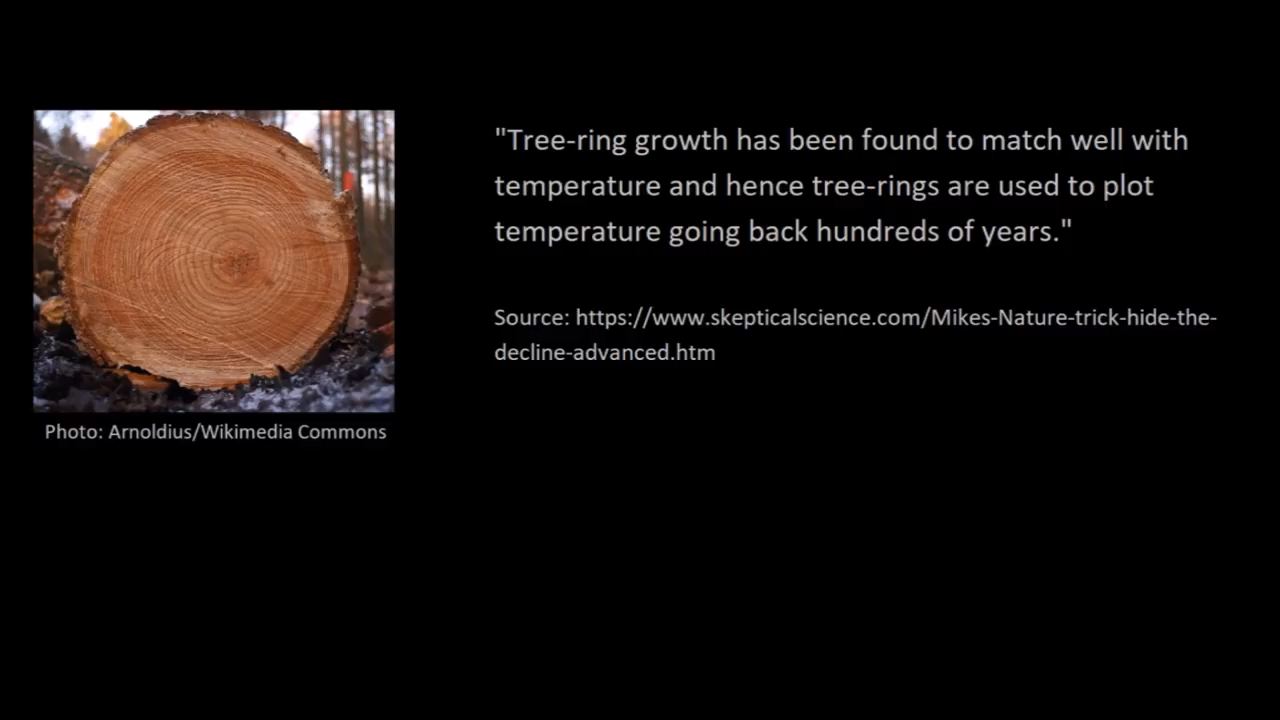 "Tree-ring growth has been found to match well with
temperature and hence tree-rings are used to plot
temperature going back hundreds of years."
Source: https://www.skepticalscience.com/Mikes-Nature-trick-hide-the-
decline-advanced.htm
Photo: Arnoldius/Wikimedia Commons